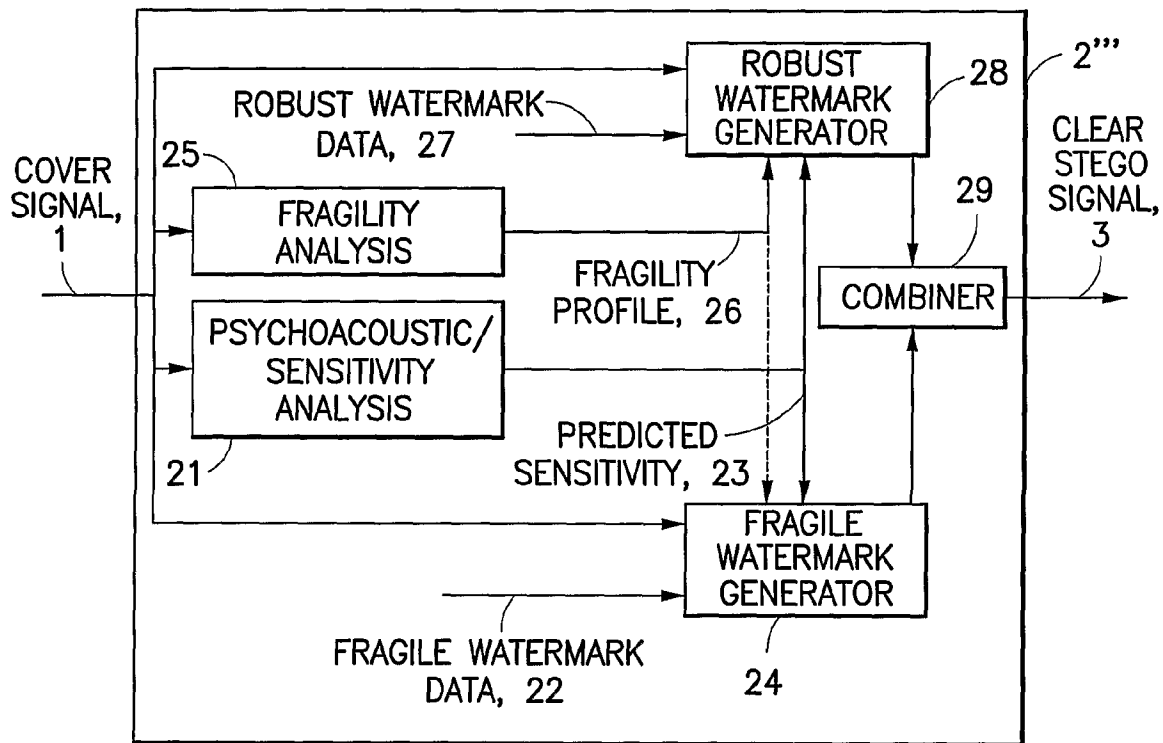 ROBUST
WATERMARK
GENERATOR
28
2'''
ROBUST WATERMARK
DATA, 27
CLEAR
STEGO
SIGNAL,
3
COVER
SIGNAL,
1
25
FRAGILITY
ANALYSIS
29
FRAGILITY
PROFILE, 26
COMBINER
PSYCHOACOUSTIC/
SENSITIVITY
ANALYSIS
21
PREDICTED
SENSITIVITY, 23
FRAGILE
WATERMARK
GENERATOR
24
FRAGILE WATERMARK
DATA, 22